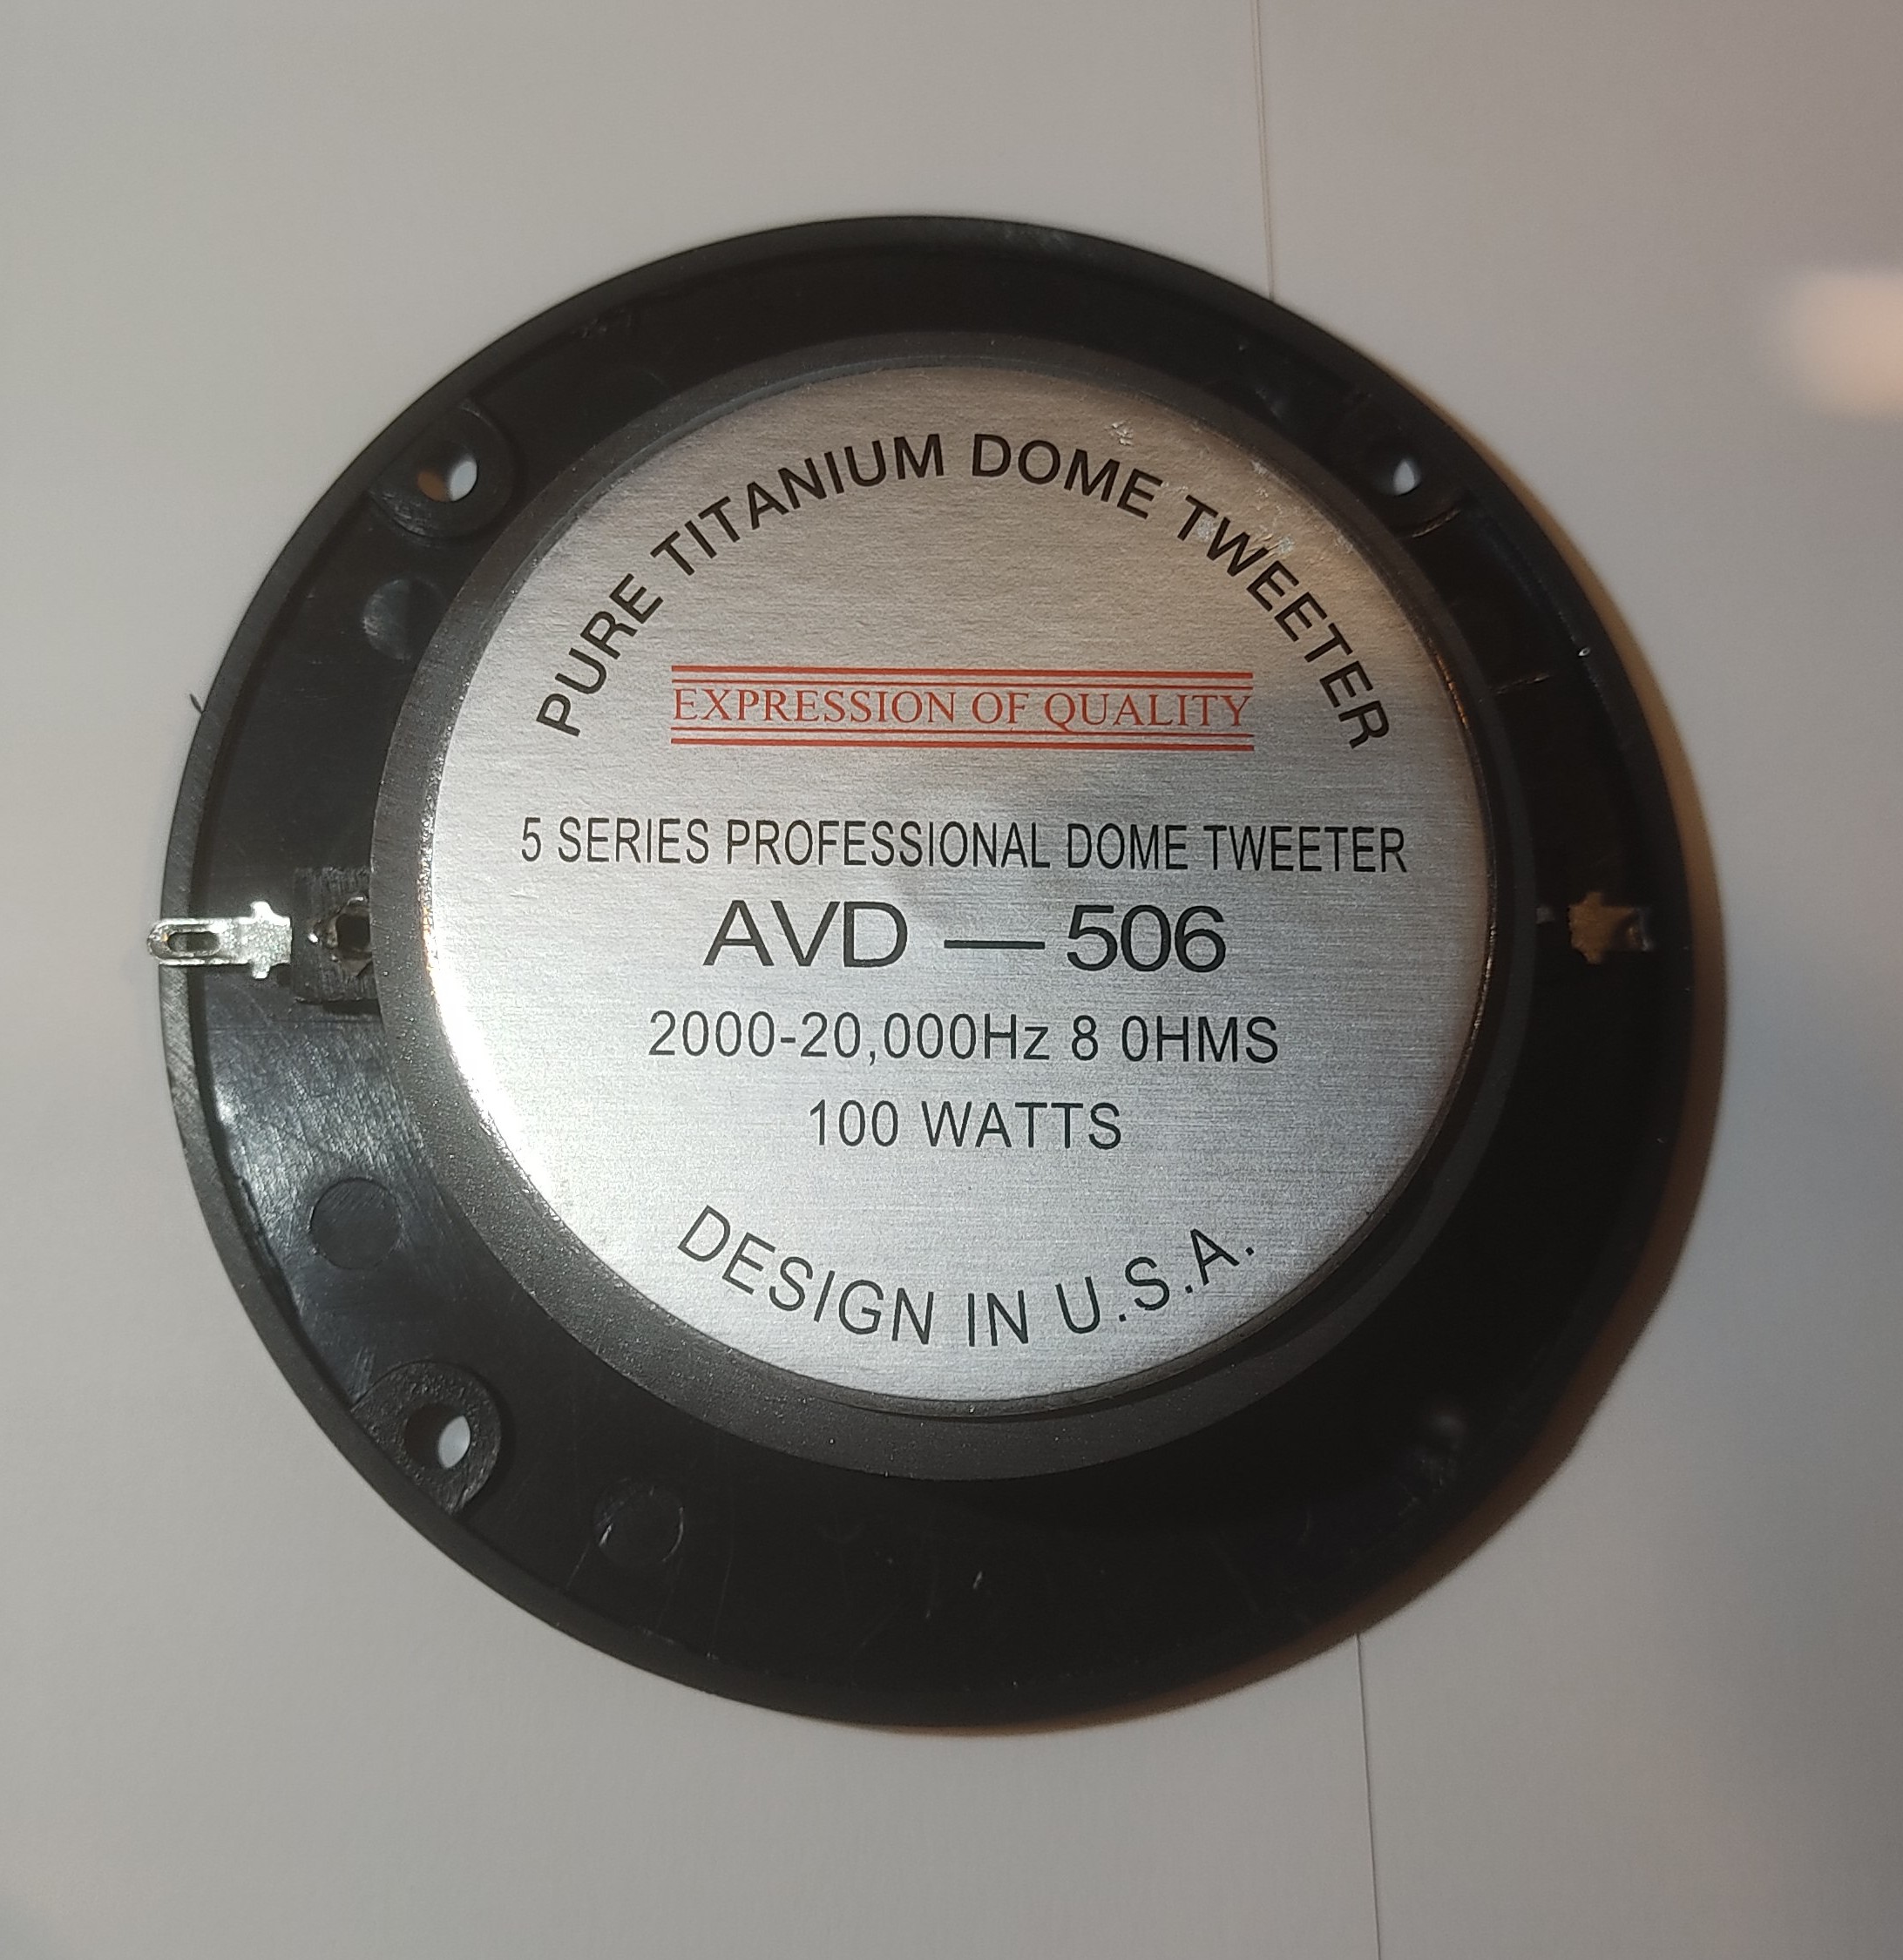 PURE TITANIUM DOME TWEETER
EXPRESSION OF QUALITY
5 SERIES PROFESSIONAL DOME TWEETER
AVD — 506
2000-20,000Hz 8 0HMS
100 WATTS
DESIGN IN U.S.A.